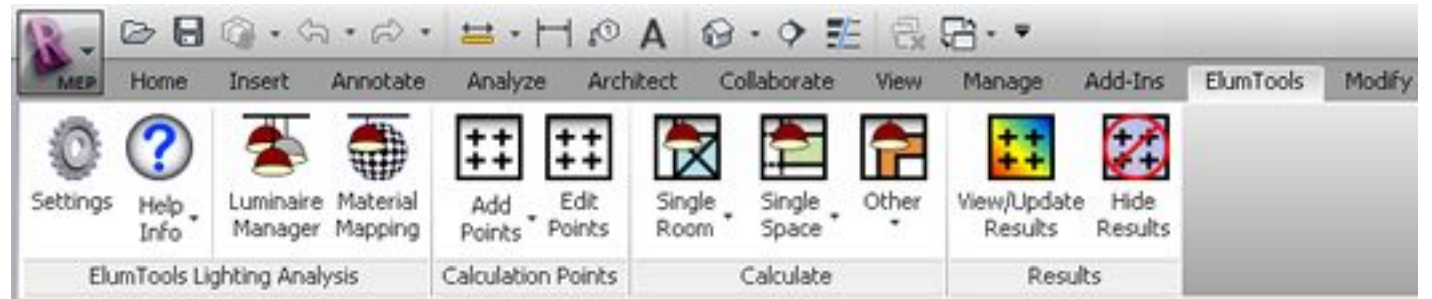 R
A
MEP Home Insert Annotate Analyze Architect Collaborate View Manage Add-Ins ElumTools Modify
Settings
Help
Info
Luminaire
Manager
Material
Mapping
Add
Points
Edit
Points
Single
Room
Single
Space
Other
View/Update
Results
Hide
Results
ElumTools Lighting Analysis Calculation Points Calculate Results